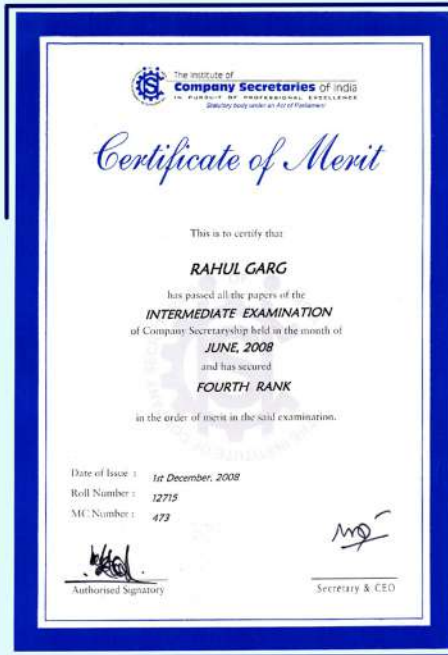 The Institute of
Company Secretaries of India
IN PURSUIT OF PROFESSIONAL EXCELLENCE
Statutory body under an Act of Parliament
Certificate of Merit
This is to certify that
RAHUL GARG
has passed all the papers of the
INTERMEDIATE EXAMINATION
of Company Secretaryship held in the month of
JUNE, 2008
and has secured
FOURTH RANK
in the order of merit in the said examination.
Date of Issue : 1st December, 2008
Roll Number : 12715
MC Number : 473
Authorised Signatory
Secretary & CEO